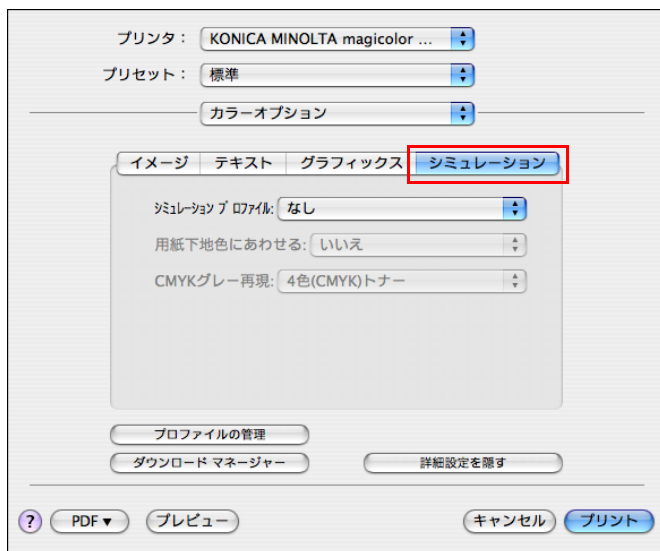 プリンタ： KONICA MINOLTA magicolor ...
プリセット： 標準
カラーオプション
イメージ テキスト グラフィックス シミュレーション
ｼﾐｭﾚｰｼｮﾝ ﾌﾟﾛﾌｧｲﾙ: なし
用紙下地色にあわせる: いいえ
CMYKグレー再現: 4色(CMYK)トナー
プロファイルの管理
ダウンロード マネージャー 詳細設定を隠す
? PDF▼ プレビュー キャンセル プリント